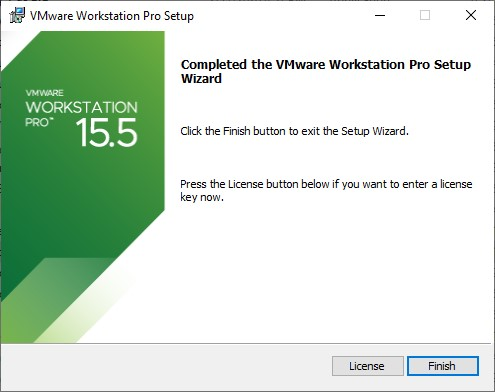 VMware Workstation Pro Setup
Completed the VMware Workstation Pro Setup
Wizard
VMWARE
WORKSTATION
PRO™
15.5
Click the Finish button to exit the Setup Wizard.
Press the License button below if you want to enter a license
key now.
License
Finish